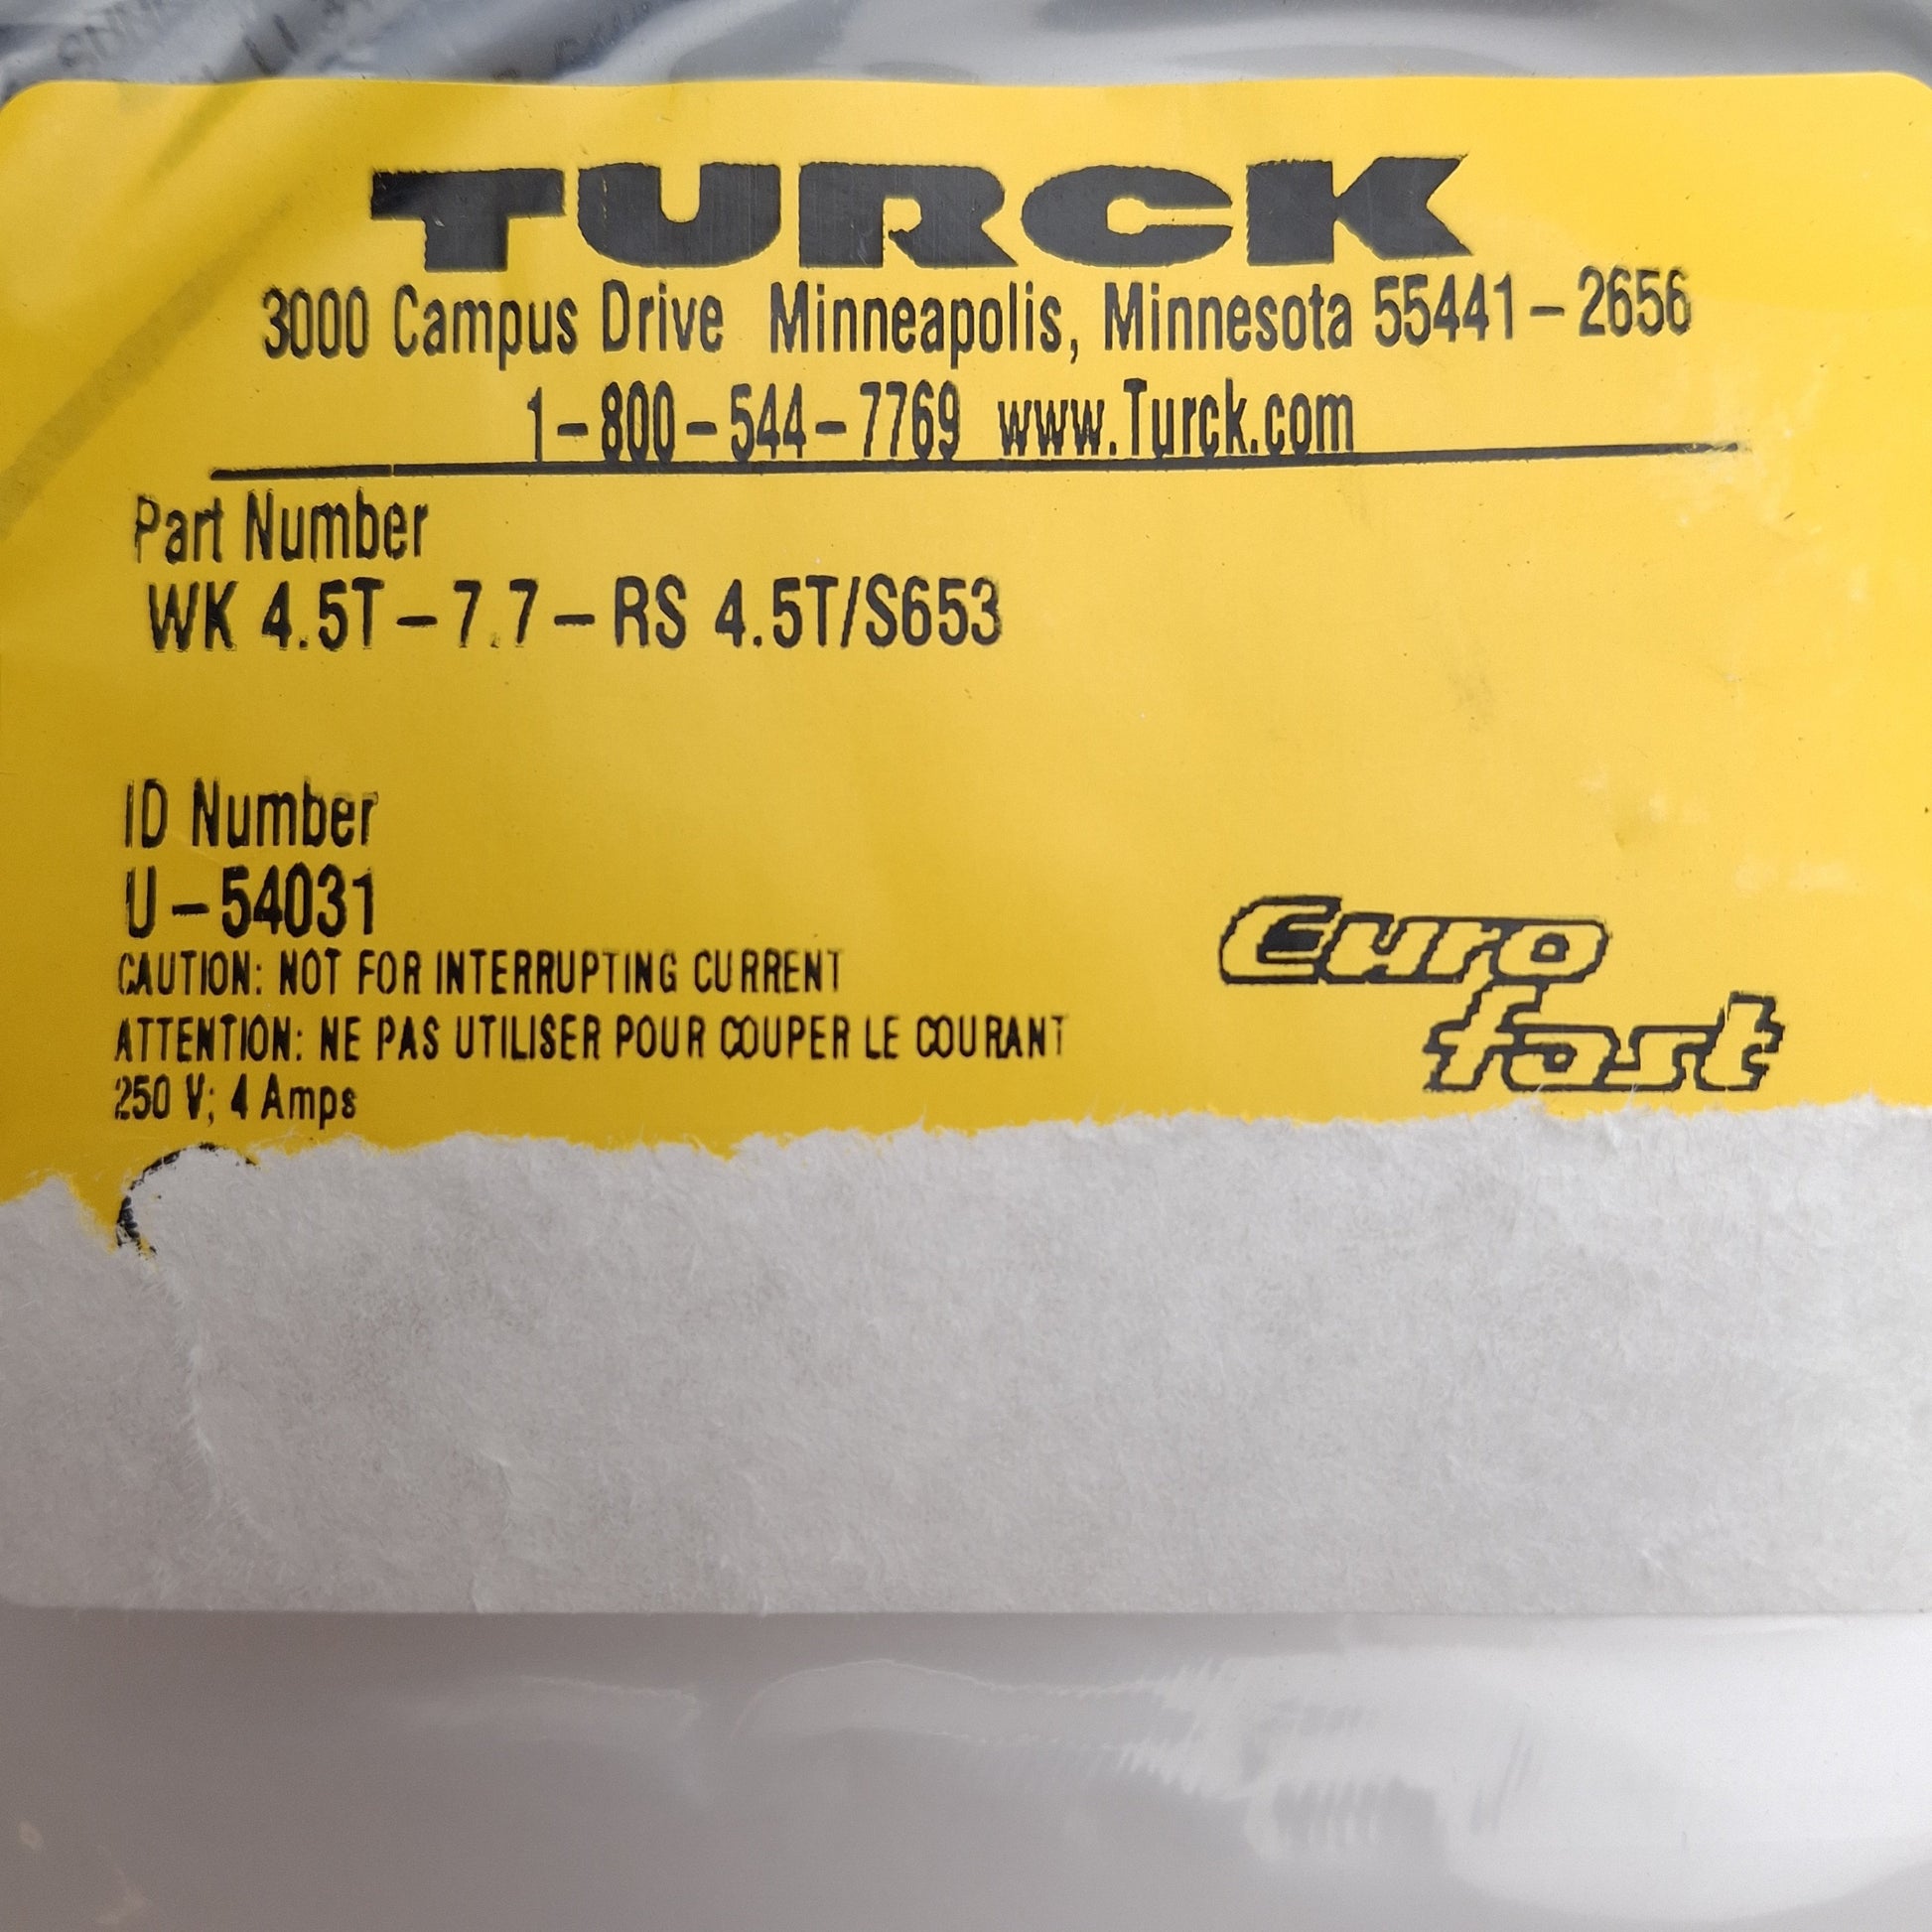 TURCK
3000 Campus Drive Minneapolis, Minnesota 55441-2656
1-800-544-7769 www.Turck.com
Part Number
WK 4.5T-7.7-RS 4.5T/S653
ID Number
U-54031
CAUTION: NOT FOR INTERRUPTING CURRENT
ATTENTION: NE PAS UTILISER POUR COUPER LE COURANT
250 V; 4 Amps
Euro
fast